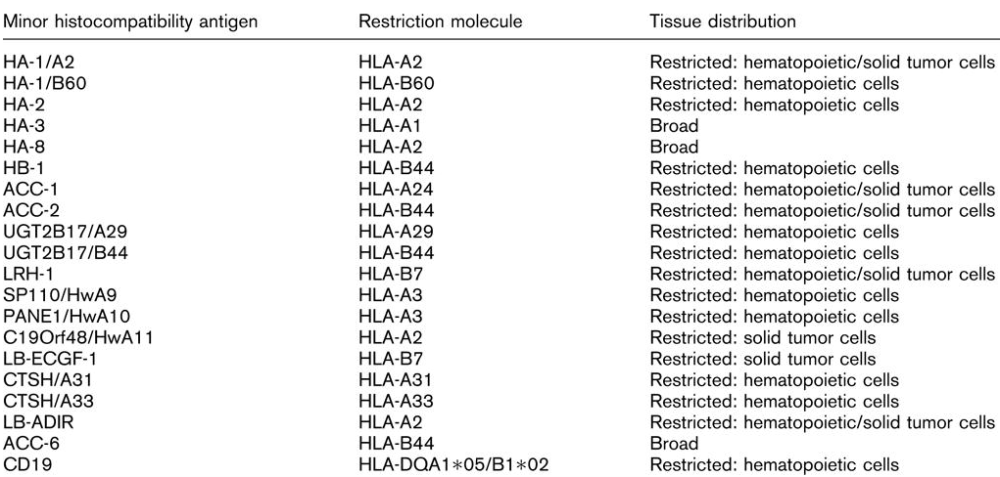 Minor histocompatibility antigen Restriction molecule Tissue distribution
HA-1/A2 HLA-A2 Restricted: hematopoietic/solid tumor cells
HA-1/B60 HLA-B60 Restricted: hematopoietic cells
HA-2 HLA-A2 Restricted: hematopoietic cells
HA-3 HLA-A1 Broad
HA-8 HLA-A2 Broad
HB-1 HLA-B44 Restricted: hematopoietic cells
ACC-1 HLA-A24 Restricted: hematopoietic/solid tumor cells
ACC-2 HLA-B44 Restricted: hematopoietic/solid tumor cells
UGT2B17/A29 HLA-A29 Restricted: hematopoietic cells
UGT2B17/B44 HLA-B44 Restricted: hematopoietic cells
LRH-1 HLA-B7 Restricted: hematopoietic/solid tumor cells
SP110/HwA9 HLA-A3 Restricted: hematopoietic cells
PANE1/HwA10 HLA-A3 Restricted: hematopoietic cells
C19Orf48/HwA11 HLA-A2 Restricted: solid tumor cells
LB-ECGF-1 HLA-B7 Restricted: solid tumor cells
CTSH/A31 HLA-A31 Restricted: hematopoietic cells
CTSH/A33 HLA-A33 Restricted: hematopoietic cells
LB-ADIR HLA-A2 Restricted: hematopoietic/solid tumor cells
ACC-6 HLA-B44 Broad
CD19 HLA-DQA1*05/B1*02 Restricted: hematopoietic cells